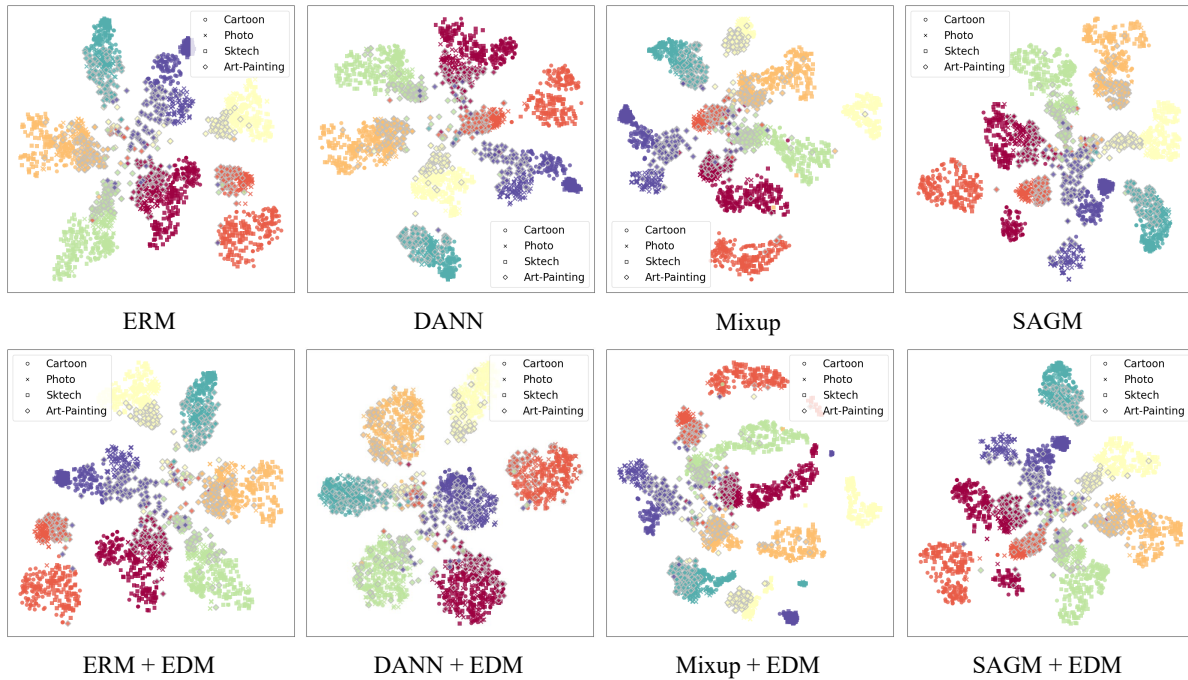 Cartoon
Photo
Sktech
Art-Painting
Cartoon
Photo
Sktech
Art-Painting
Cartoon
Photo
Sktech
Art-Painting
Cartoon
Photo
Sktech
Art-Painting
ERM
DANN
Mixup
SAGM
Cartoon
Photo
Sktech
Art-Painting
Cartoon
Photo
Sktech
Art-Painting
Cartoon
Photo
Sktech
Art-Painting
Cartoon
Photo
Sktech
Art-Painting
ERM + EDM
DANN + EDM
Mixup + EDM
SAGM + EDM